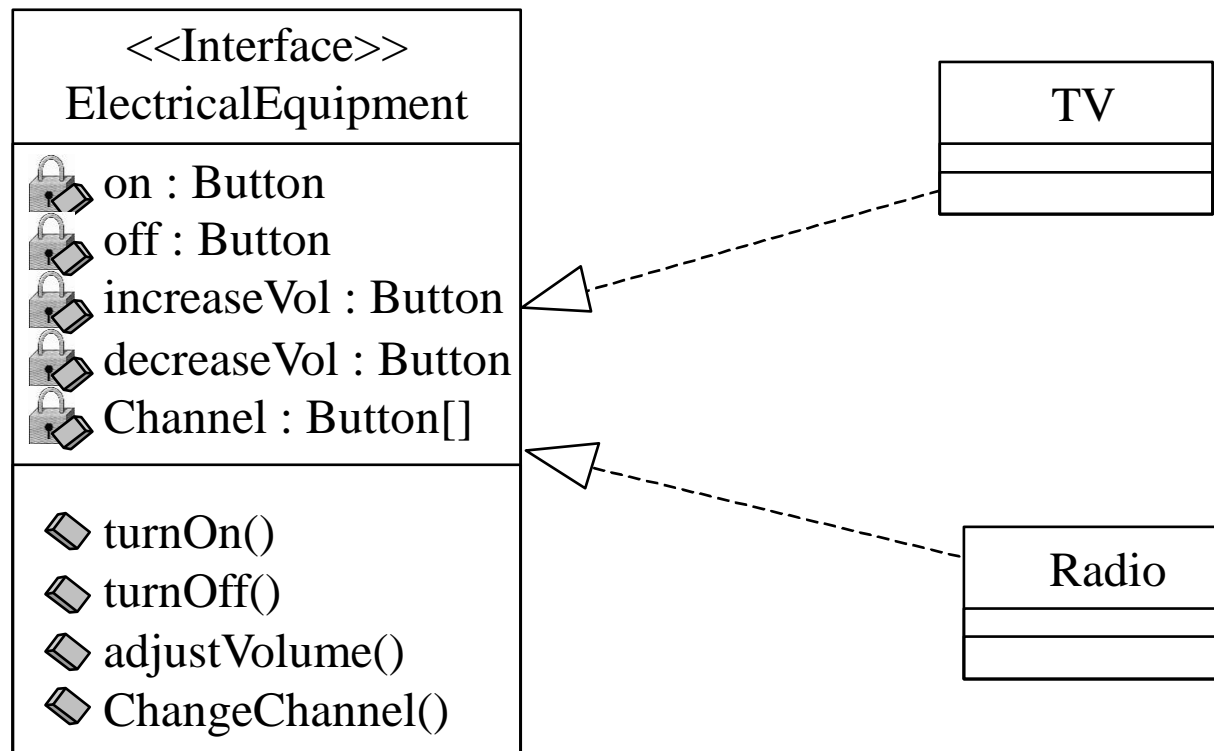 <<Interface>>
ElectricalEquipment
on : Button
off : Button
increaseVol : Button
decreaseVol : Button
Channel : Button[]
turnOn()
turnOff()
adjustVolume()
ChangeChannel()
TV
Radio